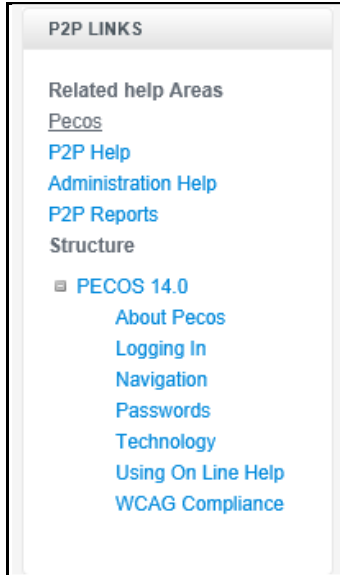 P2P LINKS
Related help Areas
Pecos
P2P Help
Administration Help
P2P Reports
Structure
PECOS 14.0
About Pecos
Logging In
Navigation
Passwords
Technology
Using On Line Help
WCAG Compliance